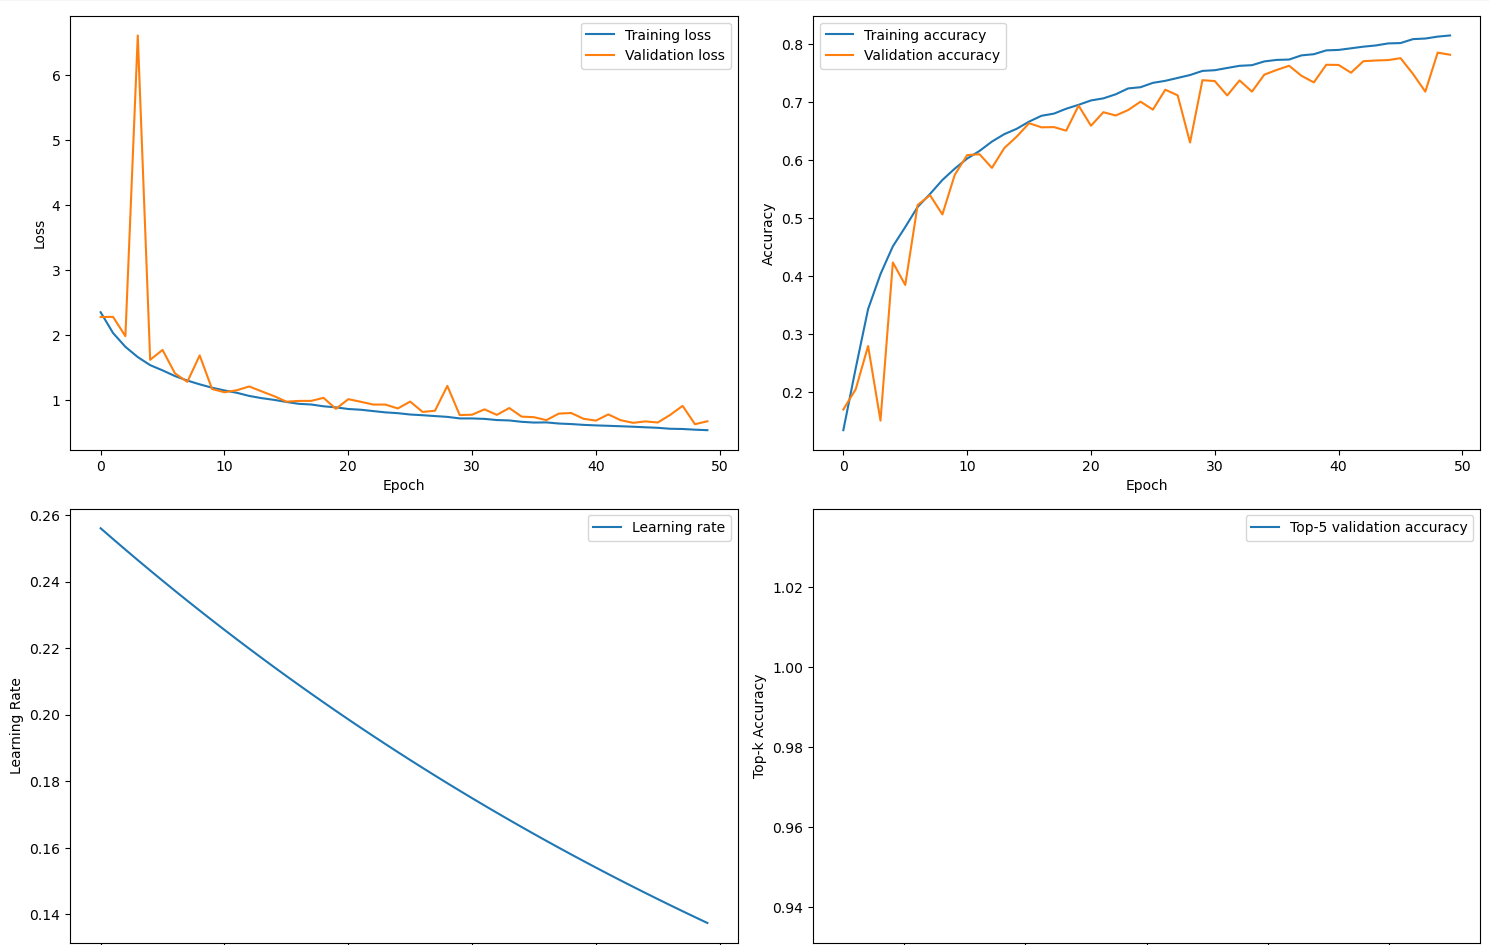 Training loss
Validation loss
6
5
4
3
2
1
Loss
0 10 20 30 40 50
Epoch
Training accuracy
Validation accuracy
0.8
0.7
0.6
0.5
0.4
0.3
0.2
Accuracy
0 10 20 30 40 50
Epoch
Learning rate
0.26
0.24
0.22
0.20
0.18
0.16
0.14
Learning Rate
Top-5 validation accuracy
1.02
1.00
0.98
0.96
0.94
Top-k Accuracy